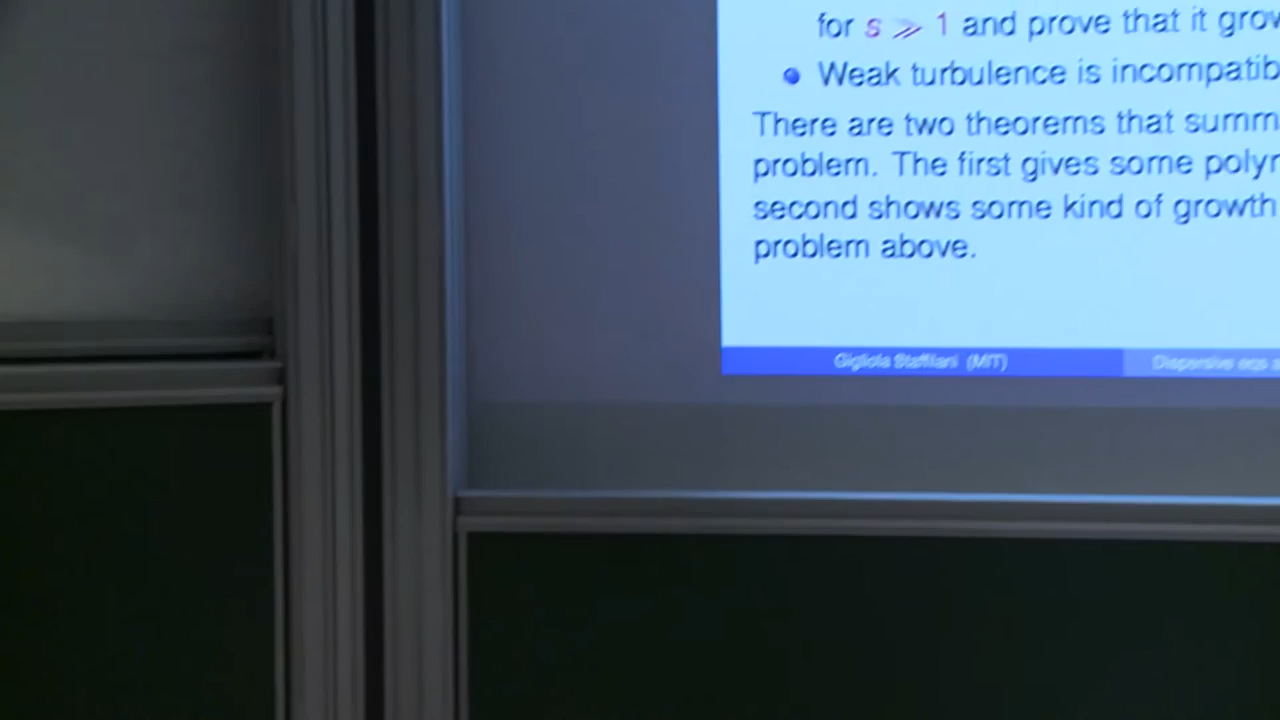 for s ≫ 1 and prove that it grow
Weak turbulence is incompatib
There are two theorems that summ
problem. The first gives some polyn
second shows some kind of growth
problem above.
Gigliola Staffilani (MIT)
Dispersive eqs